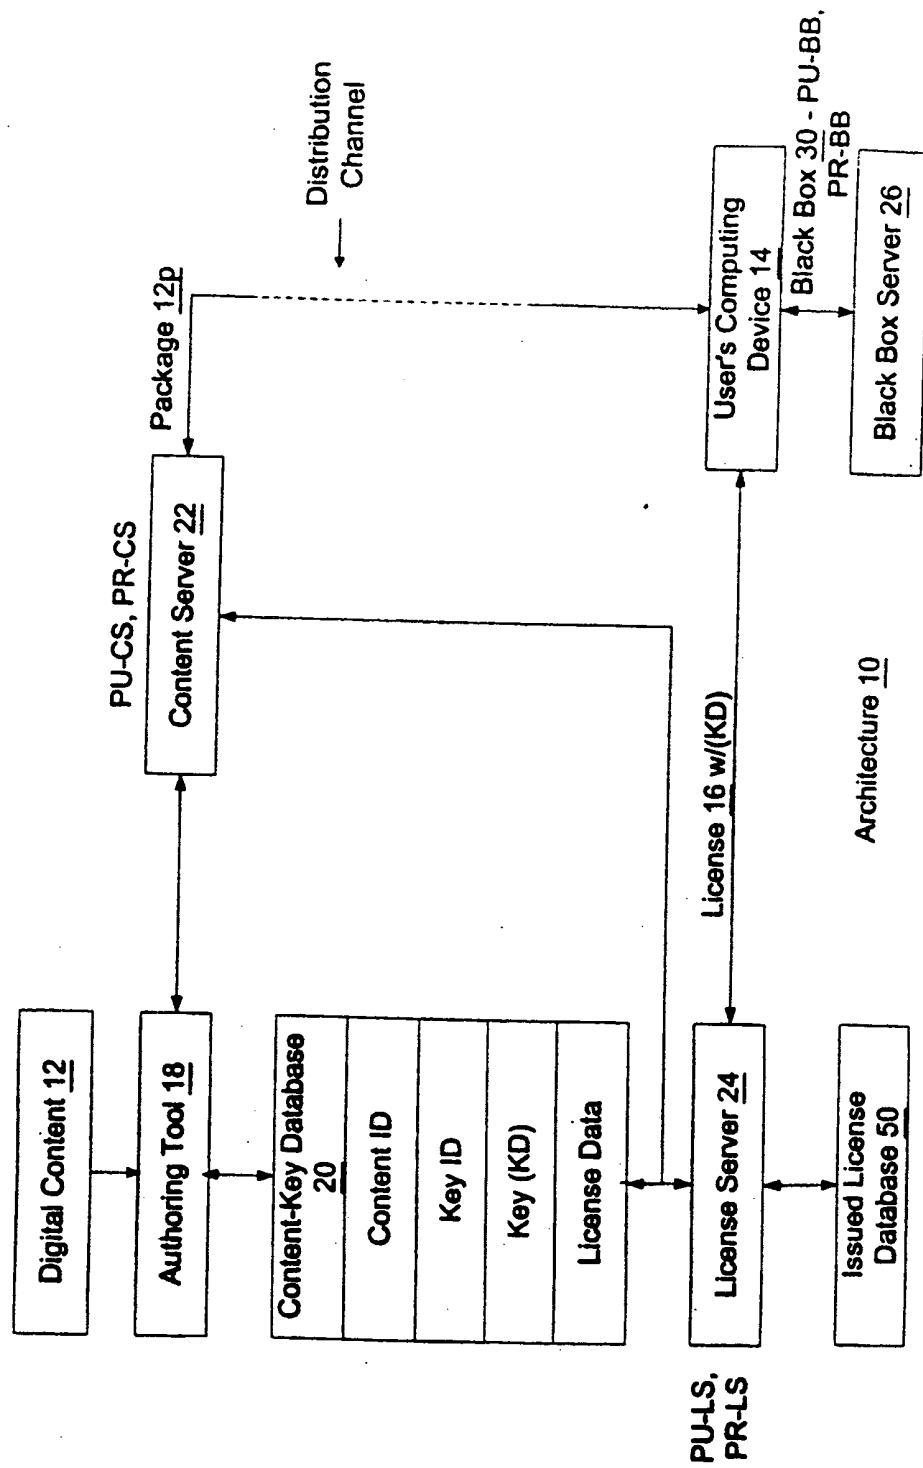 Digital Content 12
Authoring Tool 18
Content-Key Database
20
Content ID
Key ID
Key (KD)
License Data
PU-LS,
PR-LS
License Server 24
Issued License
Database 50
PU-CS, PR-CS
Content Server 22
Package 12p
Distribution
Channel
License 16 w/(KD)
User's Computing
Device 14
Black Box 30 - PU-BB,
PR-BB
Black Box Server 26
Architecture 10